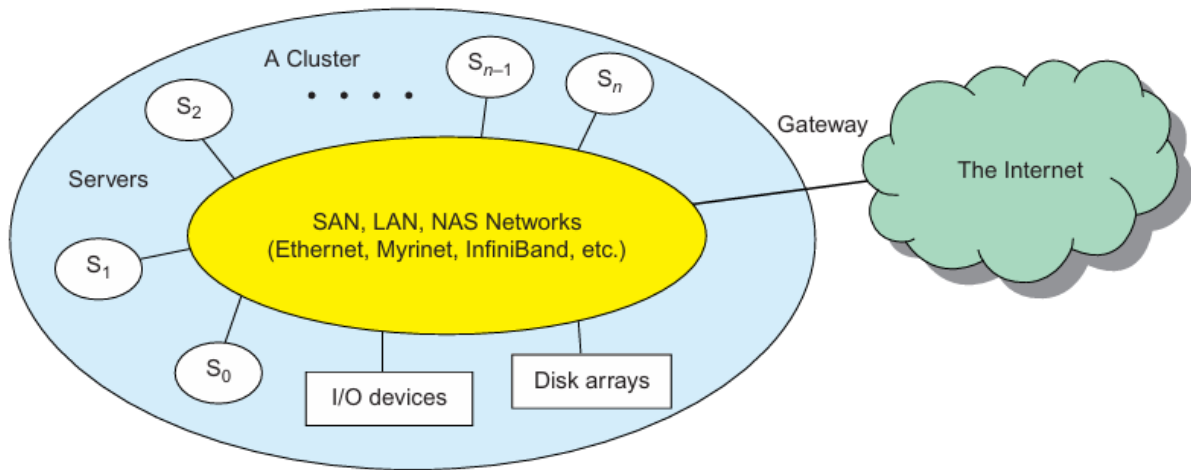 A Cluster
S₂
. . . .
Sₙ₋₁
Sₙ
Servers
Gateway
The Internet
SAN, LAN, NAS Networks
(Ethernet, Myrinet, InfiniBand, etc.)
S₁
S₀
I/O devices
Disk arrays